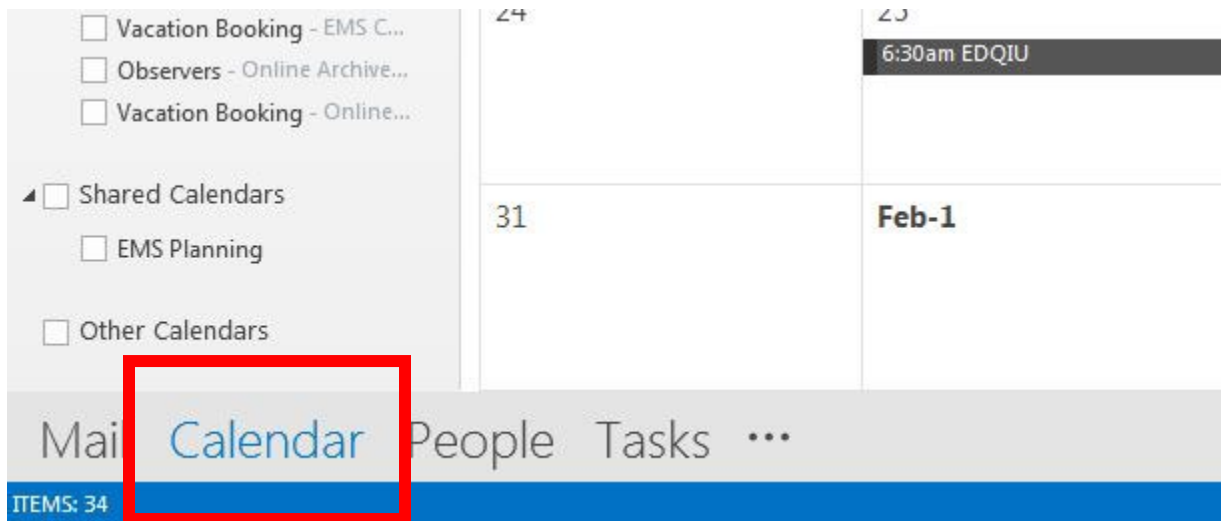 Vacation Booking - EMS C...
Observers - Online Archive...
Vacation Booking - Online...
Shared Calendars
EMS Planning
Other Calendars
24
25
6:30am EDQIU
31
Feb-1
Mail Calendar People Tasks ...
ITEMS: 34